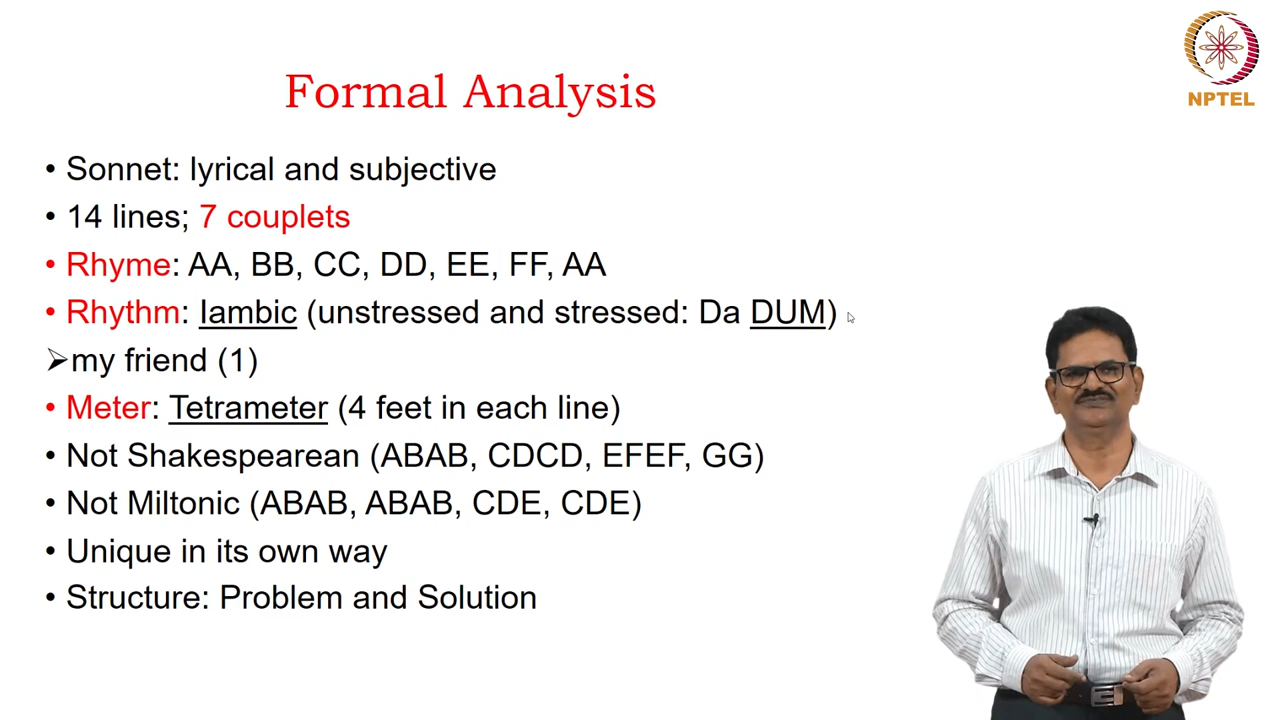 NPTEL
Formal Analysis
• Sonnet: lyrical and subjective
• 14 lines; 7 couplets
• Rhyme: AA, BB, CC, DD, EE, FF, AA
• Rhythm: Iambic (unstressed and stressed: Da DUM)
➢my friend (1)
• Meter: Tetrameter (4 feet in each line)
• Not Shakespearean (ABAB, CDCD, EFEF, GG)
• Not Miltonic (ABAB, ABAB, CDE, CDE)
• Unique in its own way
• Structure: Problem and Solution